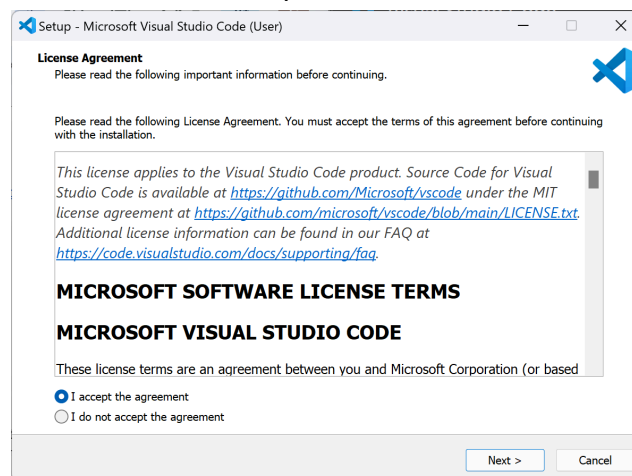 Setup - Microsoft Visual Studio Code (User)
License Agreement
Please read the following important information before continuing.
Please read the following License Agreement. You must accept the terms of this agreement before continuing
with the installation.
This license applies to the Visual Studio Code product. Source Code for Visual
Studio Code is available at https://github.com/Microsoft/vscode under the MIT
license agreement at https://github.com/microsoft/vscode/blob/main/LICENSE.txt.
Additional license information can be found in our FAQ at
https://code.visualstudio.com/docs/supporting/faq.
MICROSOFT SOFTWARE LICENSE TERMS
MICROSOFT VISUAL STUDIO CODE
These license terms are an agreement between you and Microsoft Corporation (or based
I accept the agreement
I do not accept the agreement
Next >
Cancel